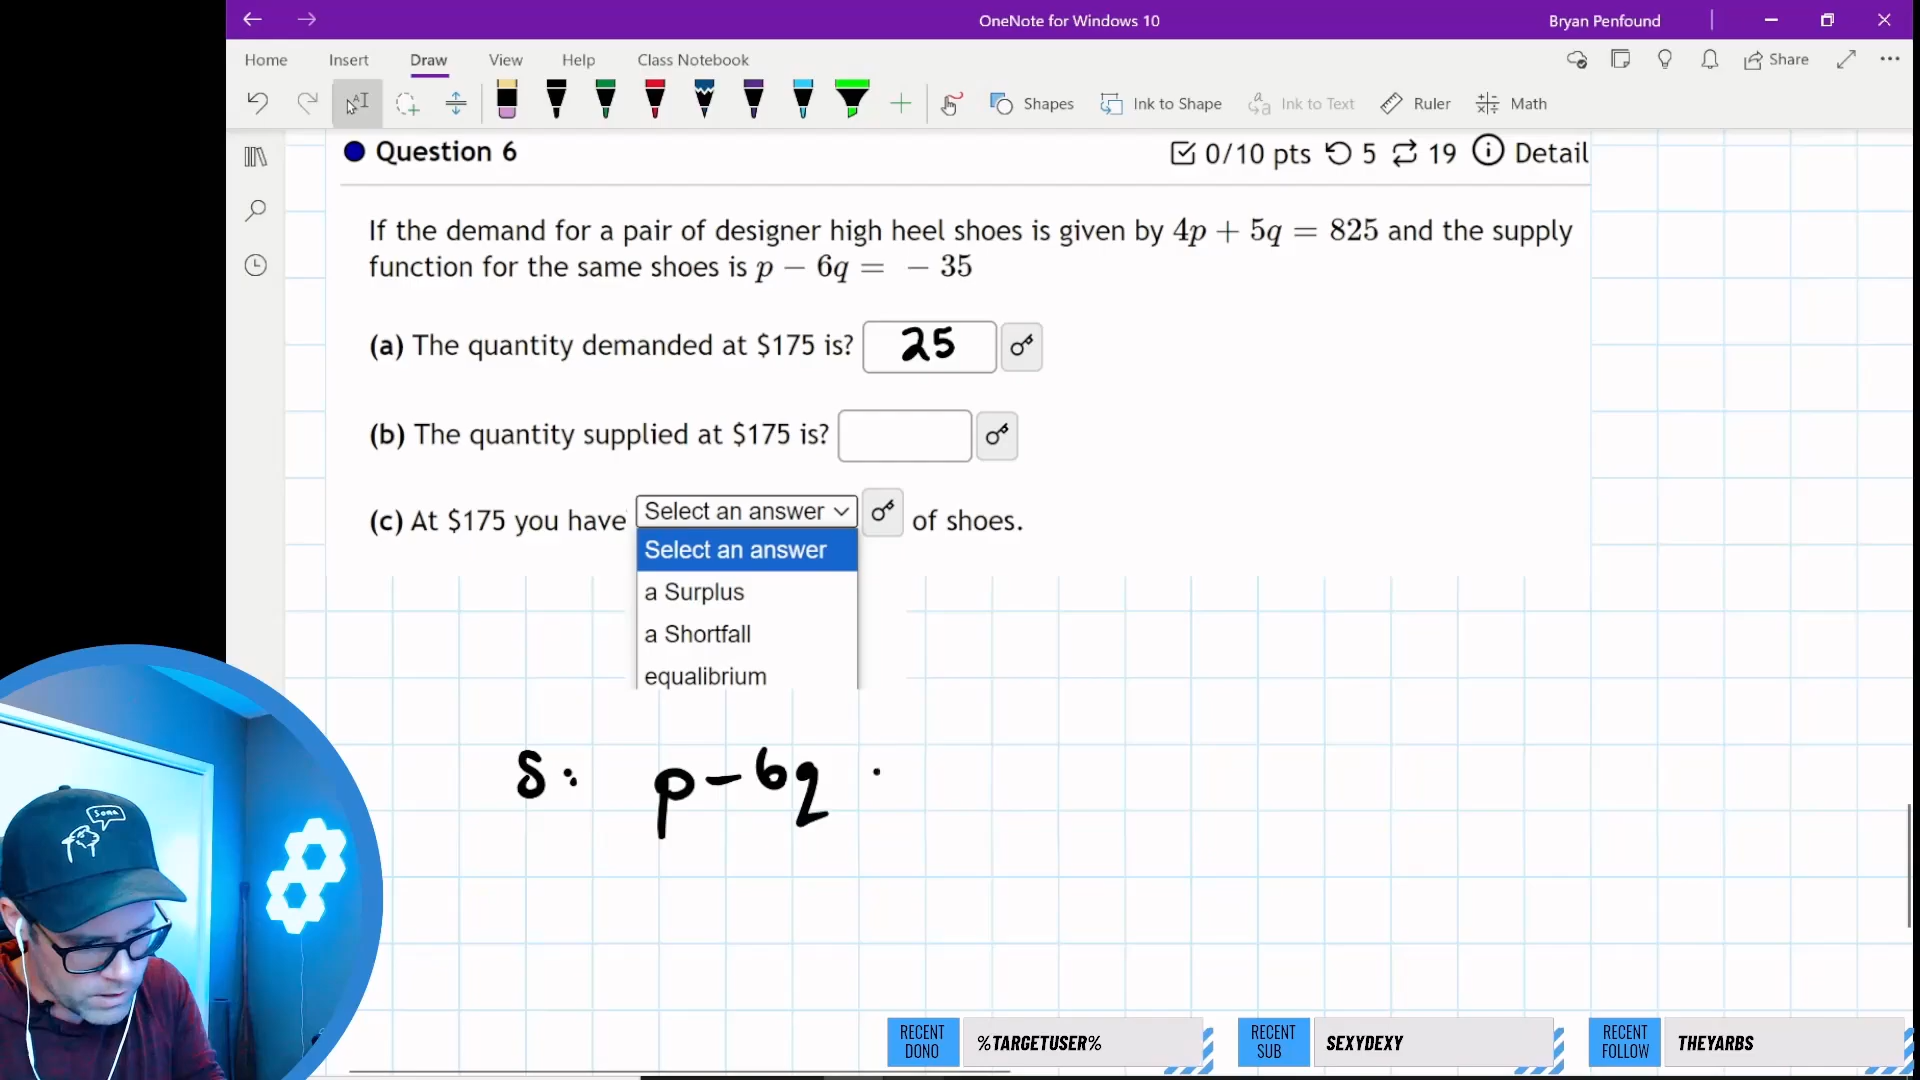 OneNote for Windows 10
Bryan Penfound
Home Insert Draw View Help Class Notebook
Share
Shapes Ink to Shape Ink to Text Ruler Math
Question 6
0/10 pts 5 19 Detail
If the demand for a pair of designer high heel shoes is given by 4p + 5q = 825 and the supply
function for the same shoes is p − 6q = − 35
(a) The quantity demanded at $175 is? 25
(b) The quantity supplied at $175 is?
(c) At $175 you have Select an answer of shoes.
Select an answer
a Surplus
a Shortfall
equalibrium
S: p - 6q
RECENT DONO %TARGETUSER% RECENT SUB SEXYDEXY RECENT FOLLOW THEYARBS